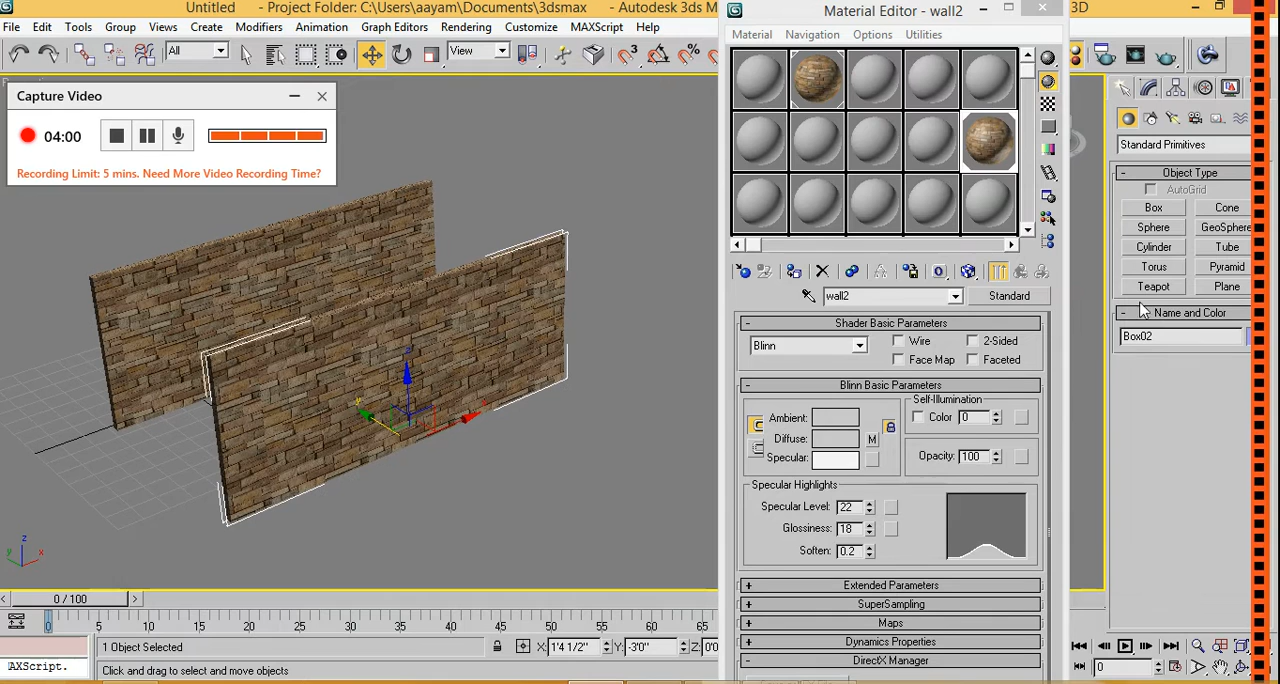 Untitled - Project Folder: C:\Users\aayam\Documents\3dsmax - Autodesk 3ds M
3D
File Edit Tools Group Views Create Modifiers Animation Graph Editors Rendering Customize MAXScript Help
All
View
3
%
Capture Video
04:00
Recording Limit: 5 mins. Need More Video Recording Time?
Material Editor - wall2
Material Navigation Options Utilities
wall2
Standard
Shader Basic Parameters
Blinn
Wire
2-Sided
Face Map
Faceted
Blinn Basic Parameters
Ambient:
Diffuse:
M
Specular:
Self-Illumination
Color 0
Opacity: 100
Specular Highlights
Specular Level: 22
Glossiness: 18
Soften: 0.2
Extended Parameters
SuperSampling
Maps
Dynamics Properties
DirectX Manager
Standard Primitives
Object Type
AutoGrid
Box Cone
Sphere GeoSphere
Cylinder Tube
Torus Pyramid
Teapot Plane
Name and Color
Box02
z
y
x
0 / 100
0 5 10 15 20 25 30 35 40 45 50 55 60 65
1 Object Selected
X: 1'4 1/2" Y: -3'0" Z: 0'0
AXScript.
Click and drag to select and move objects
0